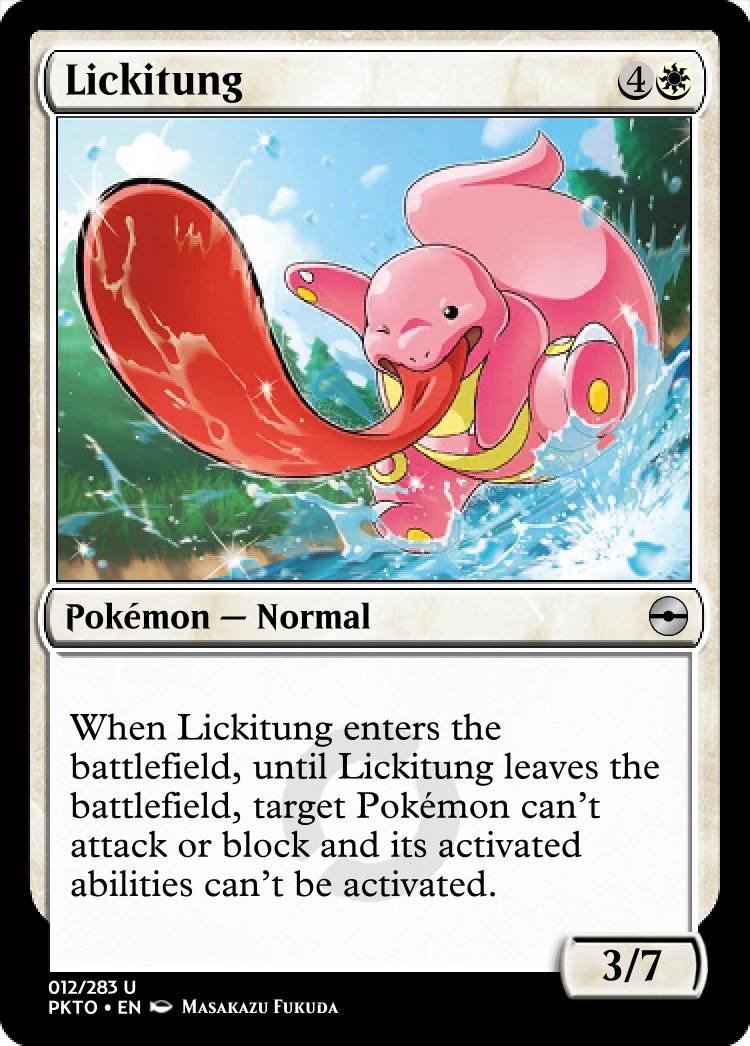 Lickitung 4
Pokémon — Normal
When Lickitung enters the
battlefield, until Lickitung leaves the
battlefield, target Pokémon can't
attack or block and its activated
abilities can't be activated.
3/7
012/283 U
PKTO • EN Masakazu Fukuda